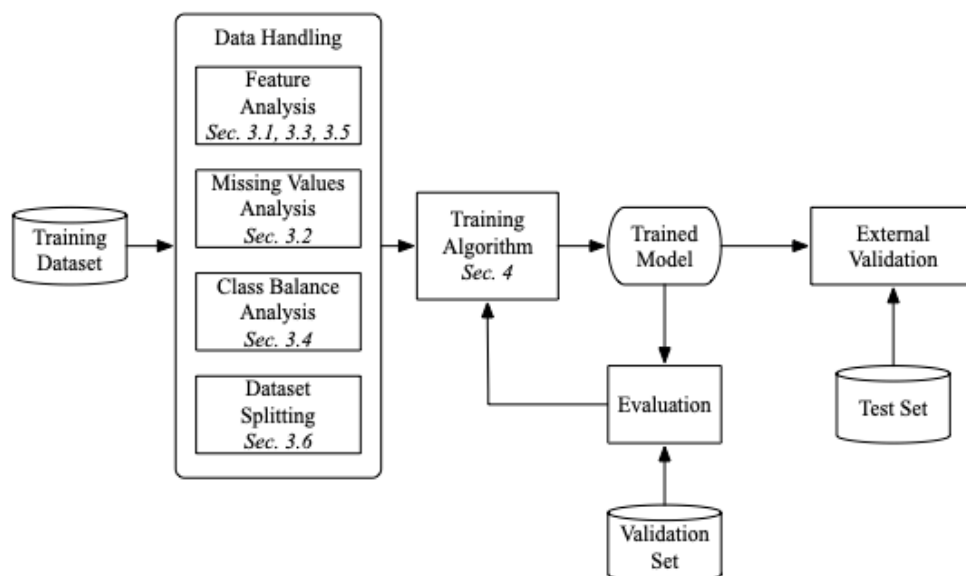 Data Handling
Feature
Analysis
Sec. 3.1, 3.3, 3.5
Missing Values
Analysis
Sec. 3.2
Class Balance
Analysis
Sec. 3.4
Dataset
Splitting
Sec. 3.6
Training
Dataset
Training
Algorithm
Sec. 4
Trained
Model
External
Validation
Evaluation
Test Set
Validation
Set